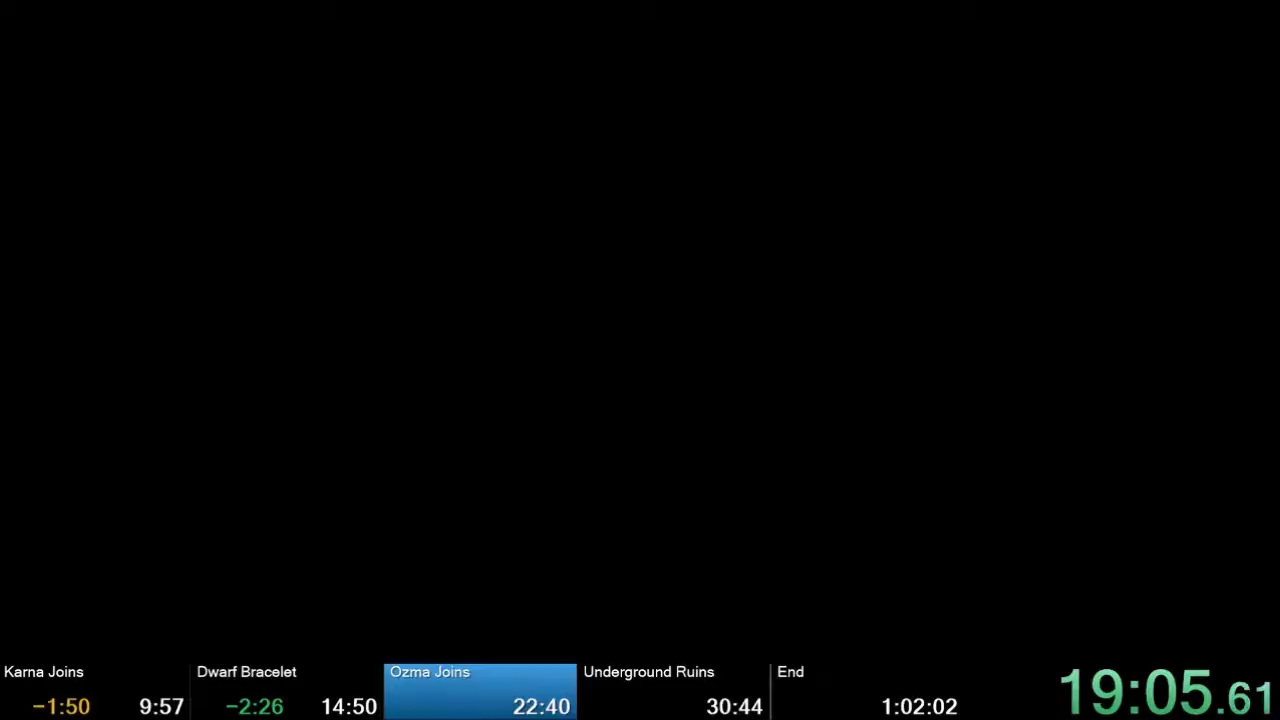 Karna Joins Dwarf Bracelet Ozma Joins Underground Ruins End
−1:50 9:57 −2:26 14:50 22:40 30:44 1:02:02 19:05.61